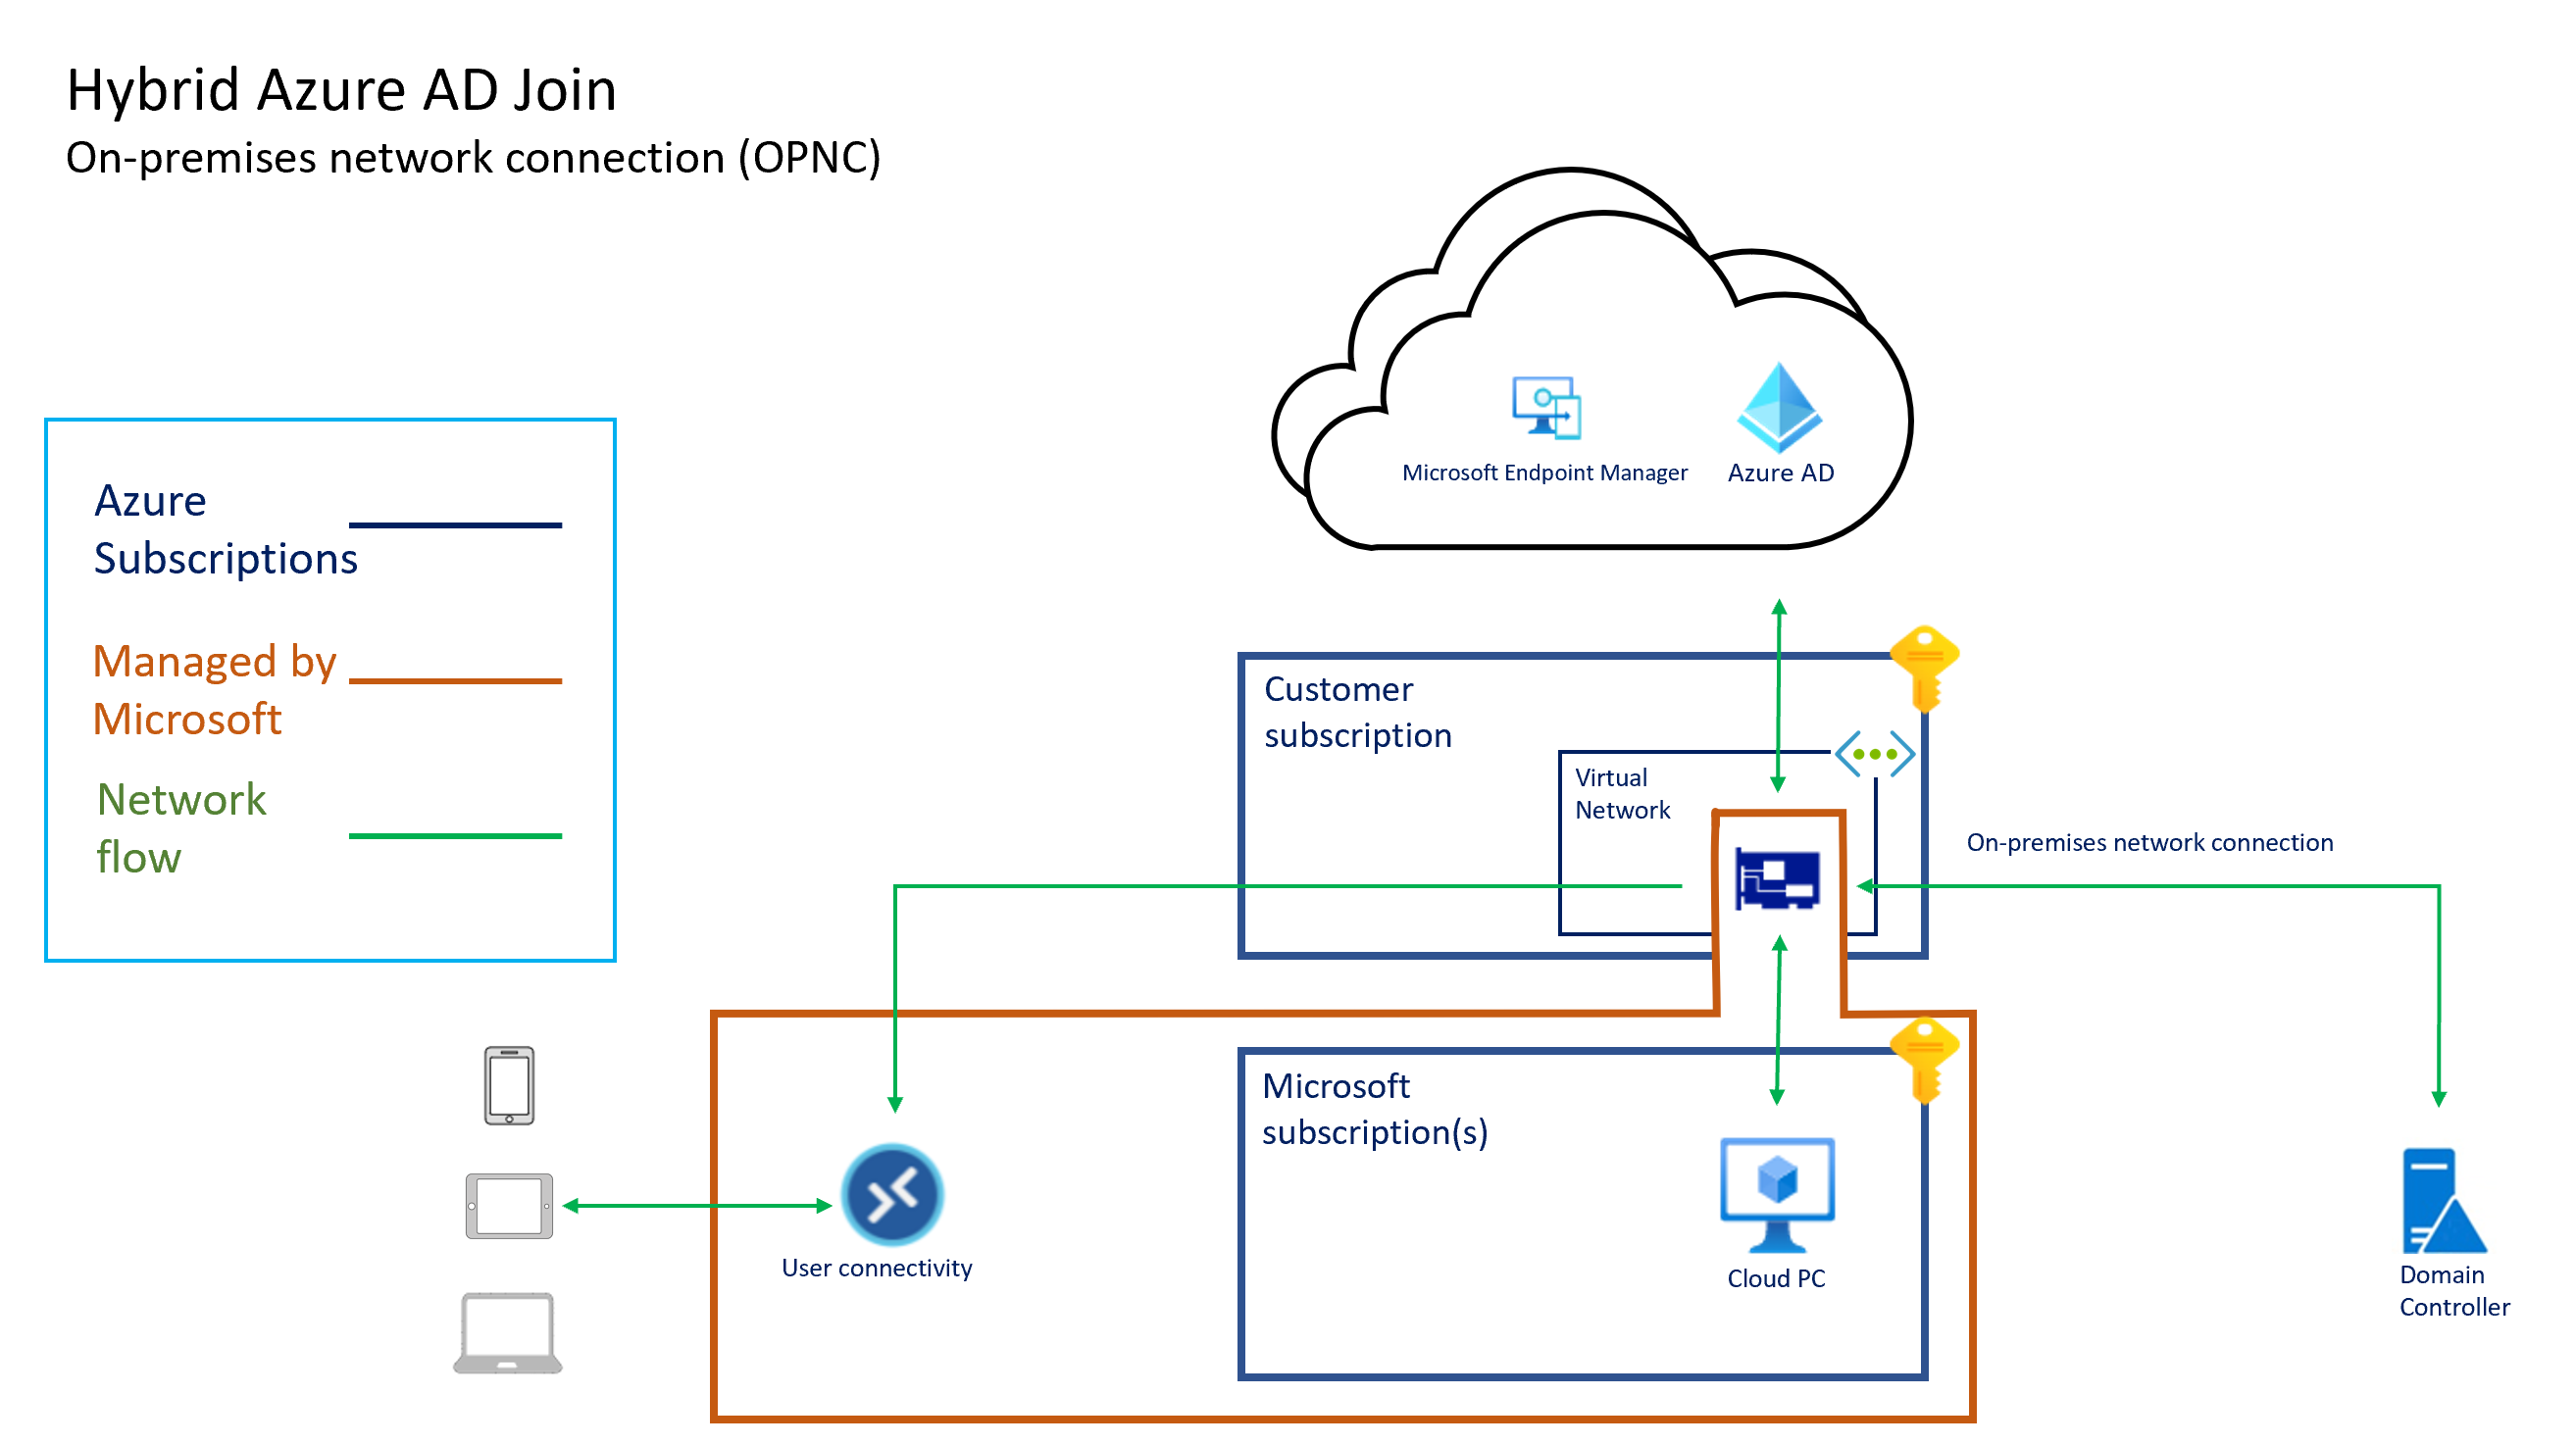 Hybrid Azure AD Join
On-premises network connection (OPNC)
Azure
Subscriptions
Managed by
Microsoft
Network
flow
Microsoft Endpoint Manager
Azure AD
Customer
subscription
Virtual
Network
On-premises network connection
Microsoft
subscription(s)
User connectivity
Cloud PC
Domain
Controller